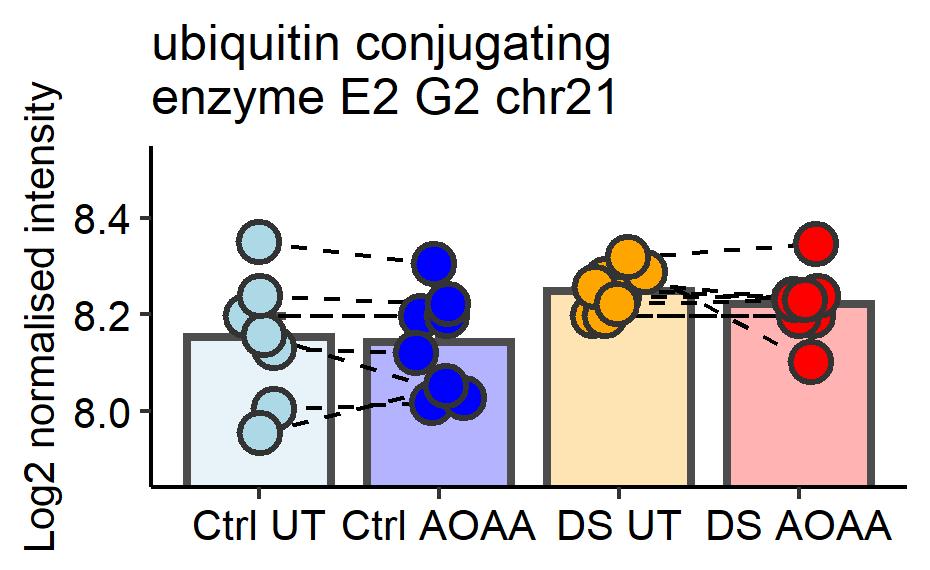 ubiquitin conjugating
enzyme E2 G2 chr21
Log2 normalised intensity
8.4
8.2
8.0
Ctrl UT
Ctrl AOAA
DS UT
DS AOAA